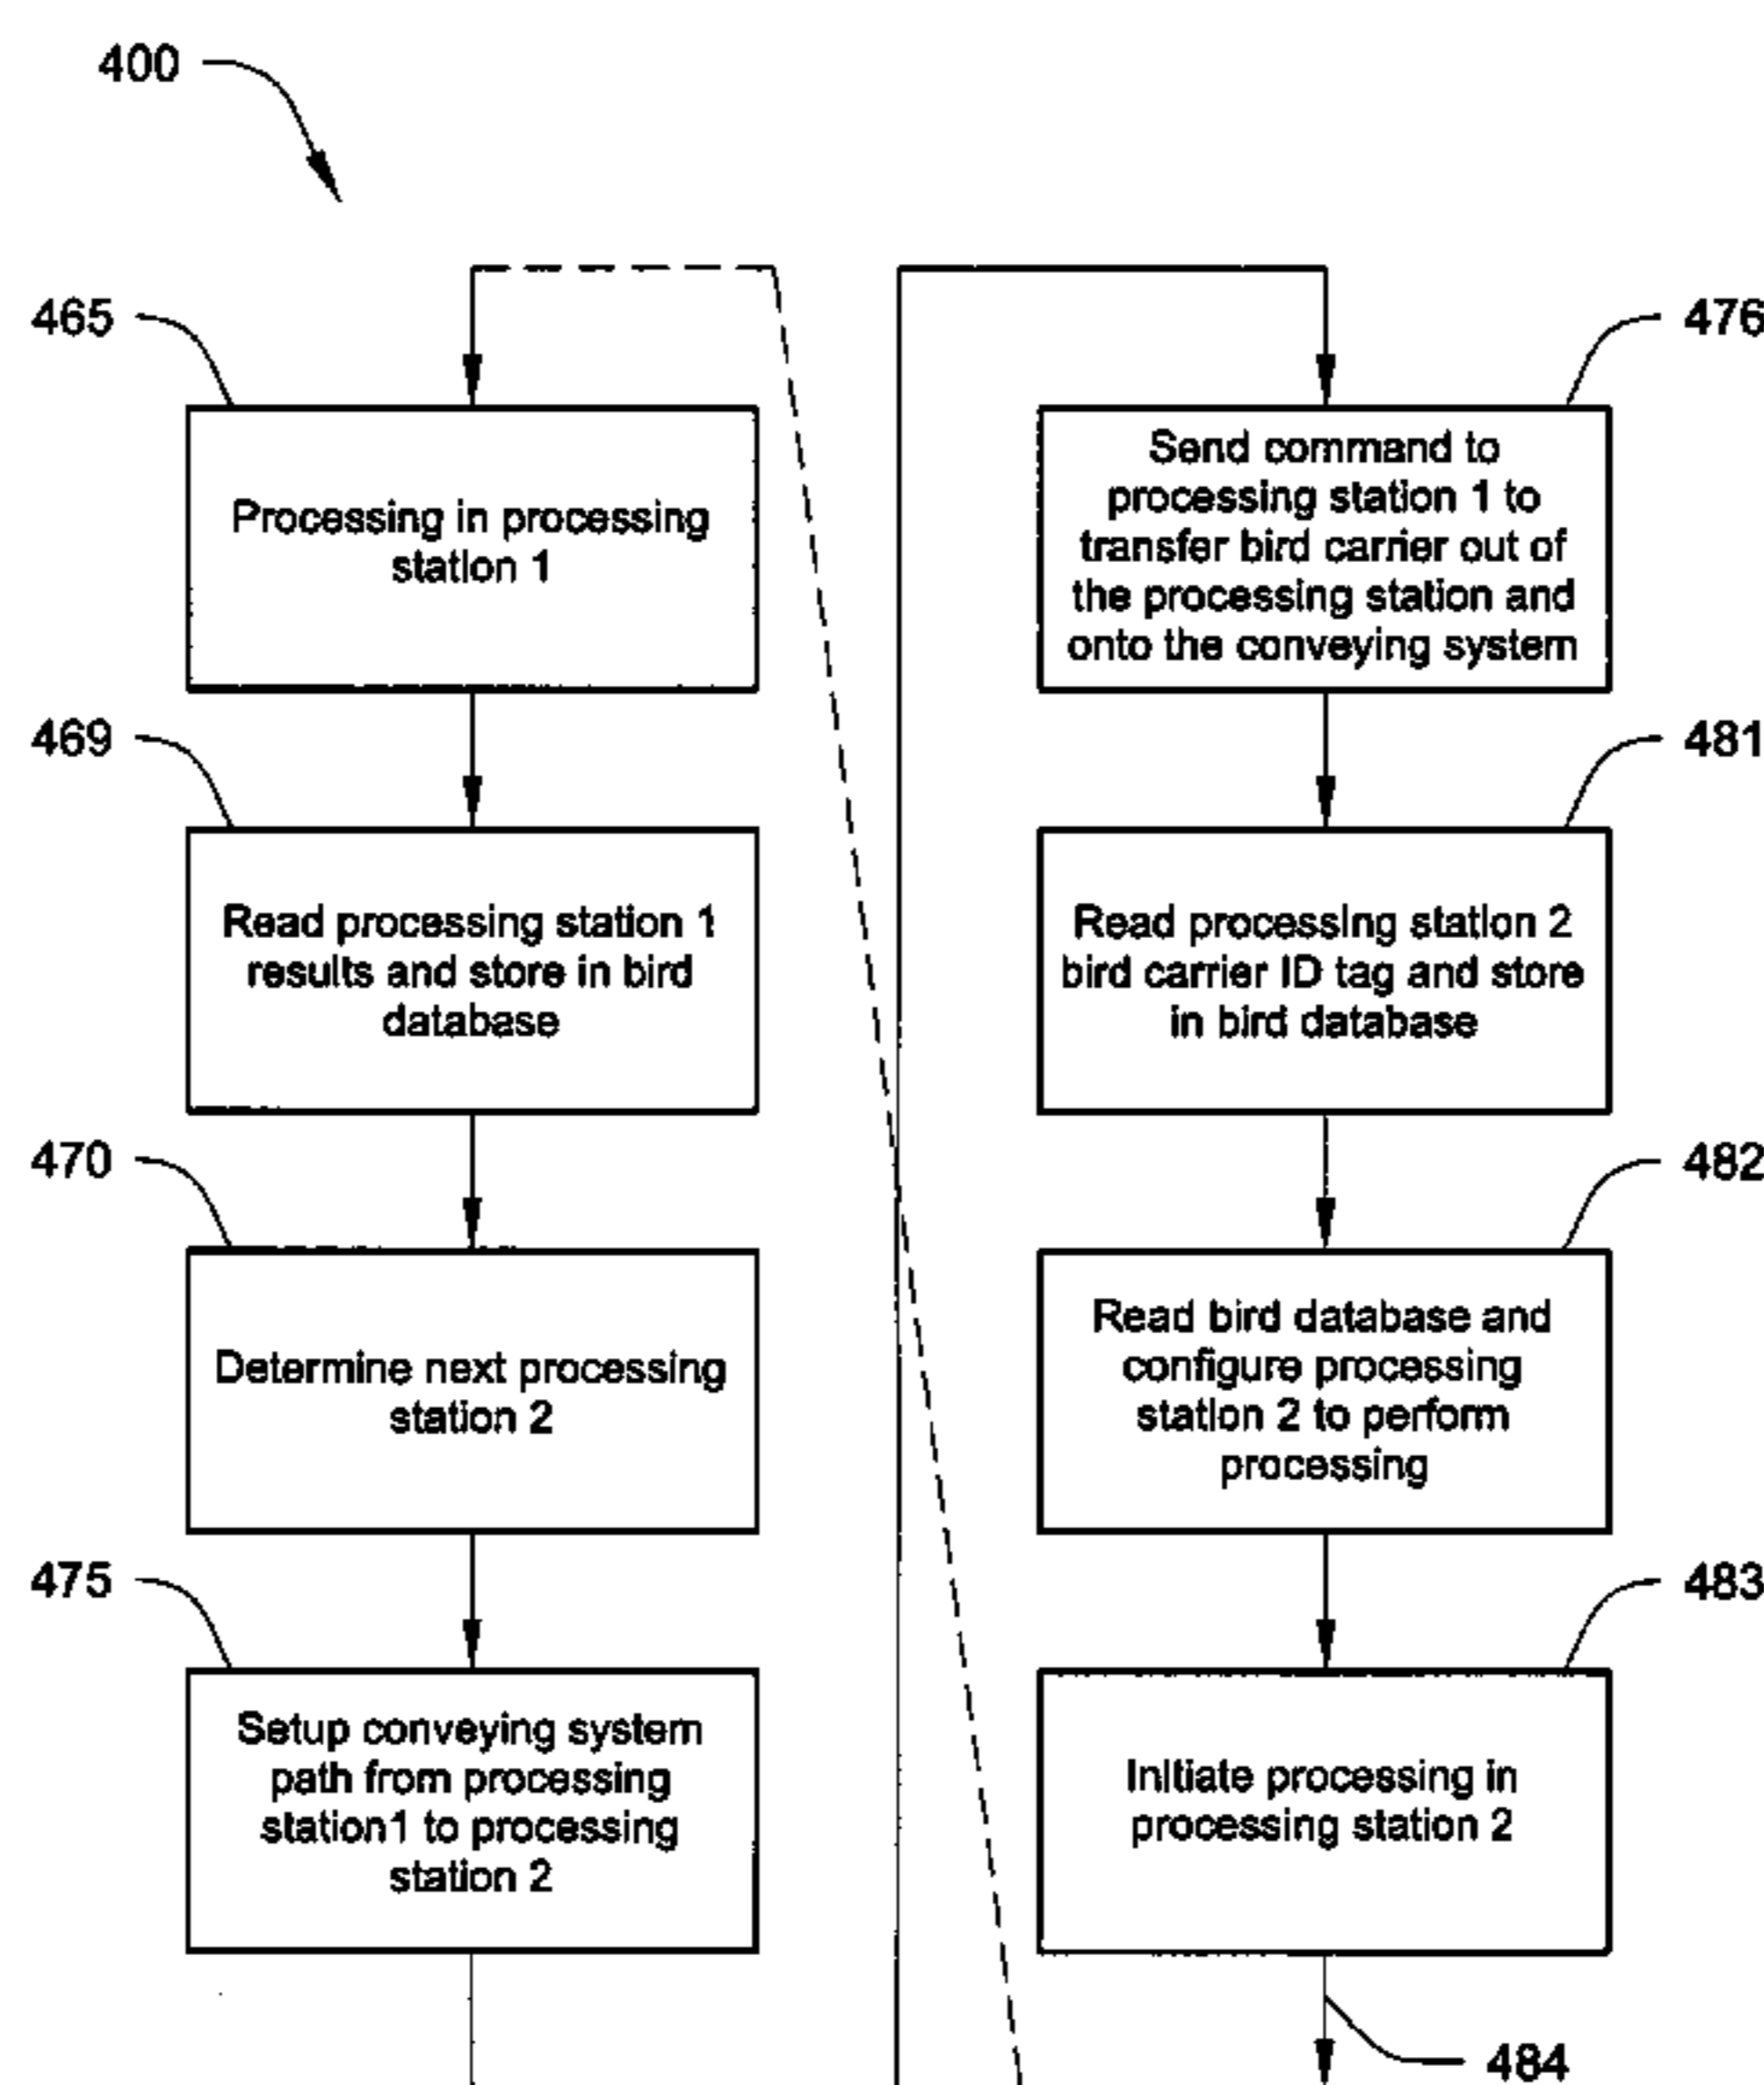 400
465
Processing in processing
station 1
469
Read processing station 1
results and store in bird
database
470
Determine next processing
station 2
475
Setup conveying system
path from processing
station1 to processing
station 2
476
Send command to
processing station 1 to
transfer bird carrier out of
the processing station and
onto the conveying system
481
Read processing station 2
bird carrier ID tag and store
in bird database
482
Read bird database and
configure processing
station 2 to perform
processing
483
Initiate processing in
processing station 2
484